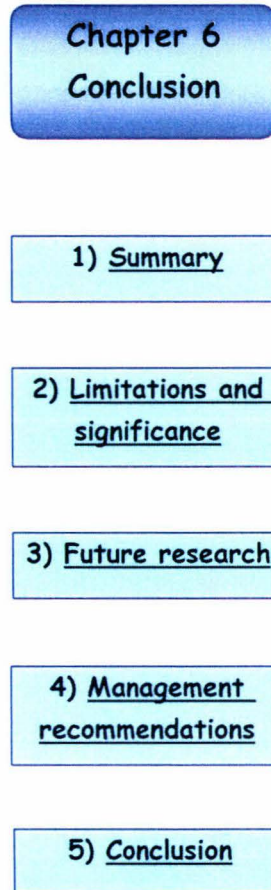 Chapter 6
Conclusion
1) Summary
2) Limitations and
significance
3) Future research
4) Management
recommendations
5) Conclusion